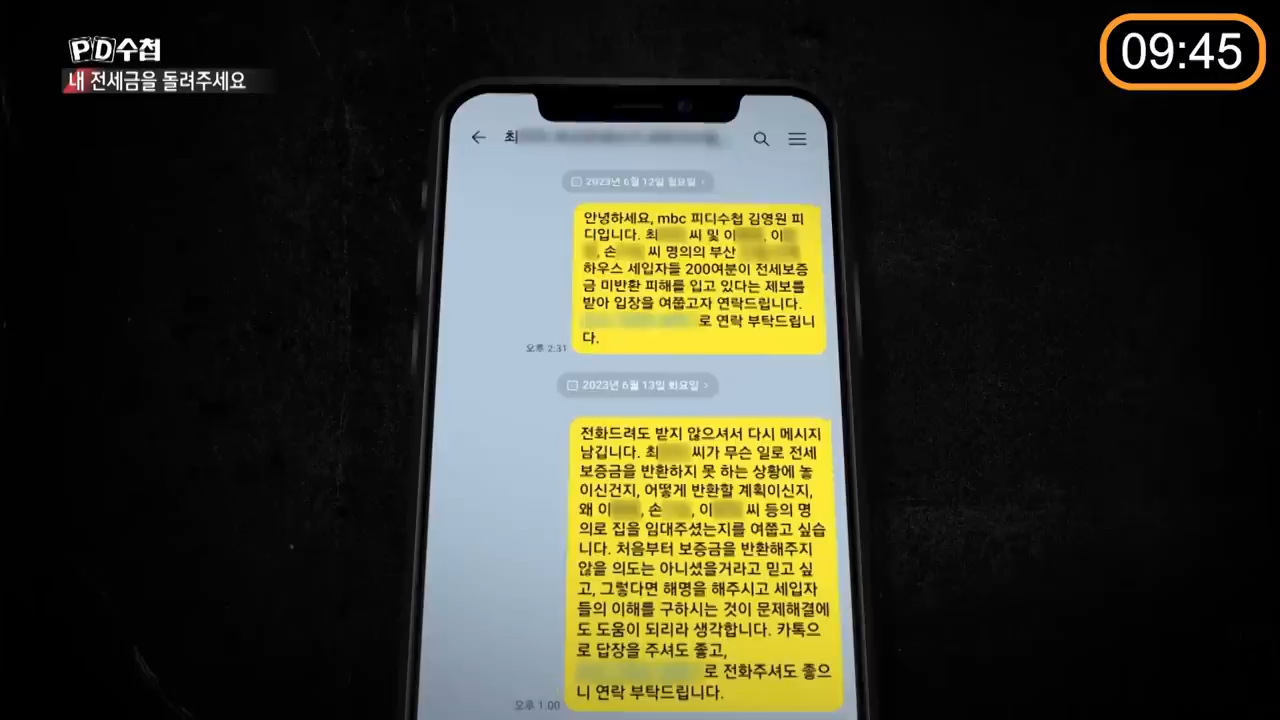 PD수첩
내 전세금을 돌려주세요
09:45
최
2023년 6월 12일 월요일
안녕하세요, mbc 피디수첩 김영원 피
디입니다. 최 씨 및 이, 이
, 손 씨 명의의 부산
하우스 세입자들 200여분이 전세보증
금 미반환 피해를 입고 있다는 제보를
받아 입장을 여쭙고자 연락드립니다.
로 연락 부탁드립니
다.
오후 2:31
2023년 6월 13일 화요일
전화드려도 받지 않으셔서 다시 메시지
남깁니다. 최 씨가 무슨 일로 전세
보증금을 반환하지 못 하는 상황에 놓
이신건지, 어떻게 반환할 계획이신지,
왜 이, 손, 이 씨 등의 명
의로 집을 임대주셨는지를 여쭙고 싶습
니다. 처음부터 보증금을 반환해주지
않을 의도는 아니셨을거라고 믿고 싶
고, 그렇다면 해명을 해주시고 세입자
들의 이해를 구하시는 것이 문제해결에
도 도움이 되리라 생각합니다. 카톡으
로 답장을 주셔도 좋고,
로 전화주셔도 좋으
니 연락 부탁드립니다.
오후 1:00